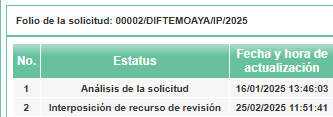 Folio de la solicitud: 00002/DIFTEMOAYA/IP/2025
No. Estatus Fecha y hora de actualización
1 Análisis de la solicitud 16/01/2025 13:46:03
2 Interposición de recurso de revisión 25/02/2025 11:51:41